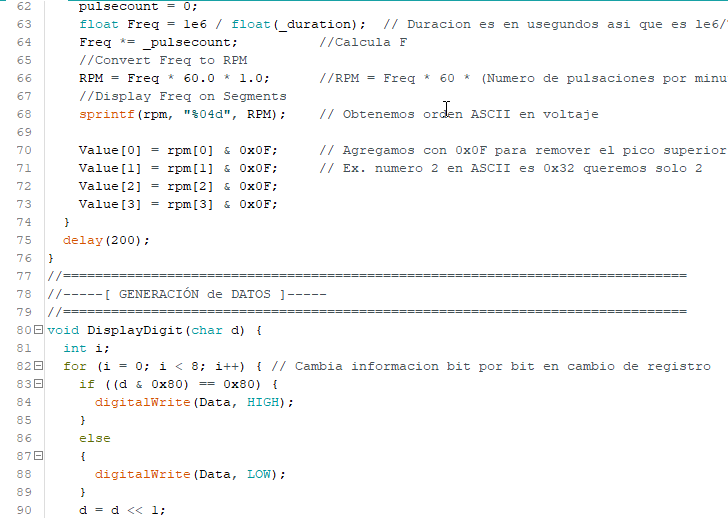 62 pulsecount = 0;
63 float Freq = 1e6 / float(_duration); // Duracion es en usegundos asi que es 1e6/
64 Freq *= _pulsecount; //Calcula F
65 //Convert Freq to RPM
66 RPM = Freq * 60.0 * 1.0; //RPM = Freq * 60 * (Numero de pulsaciones por minu
67 //Display Freq on Segments
68 sprintf(rpm, "%04d", RPM); // Obtenemos orden ASCII en voltaje
69
70 Value[0] = rpm[0] & 0x0F; // Agregamos con 0x0F para remover el pico superior
71 Value[1] = rpm[1] & 0x0F; // Ex. numero 2 en ASCII es 0x32 queremos solo 2
72 Value[2] = rpm[2] & 0x0F;
73 Value[3] = rpm[3] & 0x0F;
74 }
75 delay(200);
76 }
77 //==============================================================================
78 //-----[ GENERACIÓN de DATOS ]-----
79 //==============================================================================
80 void DisplayDigit(char d) {
81 int i;
82 for (i = 0; i < 8; i++) { // Cambia informacion bit por bit en cambio de registro
83 if ((d & 0x80) == 0x80) {
84 digitalWrite(Data, HIGH);
85 }
86 else
87 {
88 digitalWrite(Data, LOW);
89 }
90 d = d << 1;